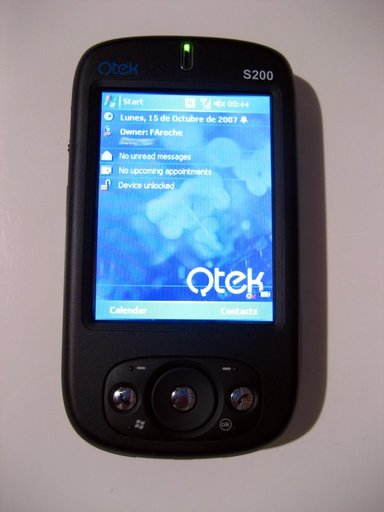 Qtek
S200
Start 00:44
Lunes, 15 de Octubre de 2007
Owner: FAroche
No unread messages
No upcoming appointments
Device unlocked
Qtek
Calendar Contacts
ok